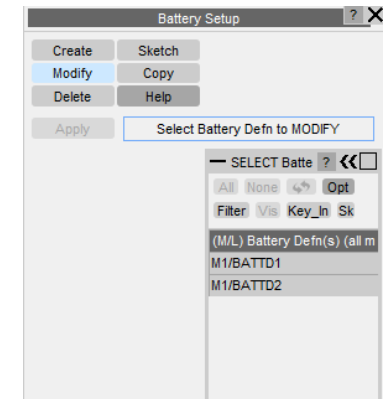 Battery Setup ? X
Create Sketch
Modify Copy
Delete Help
Apply Select Battery Defn to MODIFY
SELECT Batte ?
All None Opt
Filter Vis Key_In Sk
(M/L) Battery Defn(s) (all m
M1/BATTD1
M1/BATTD2